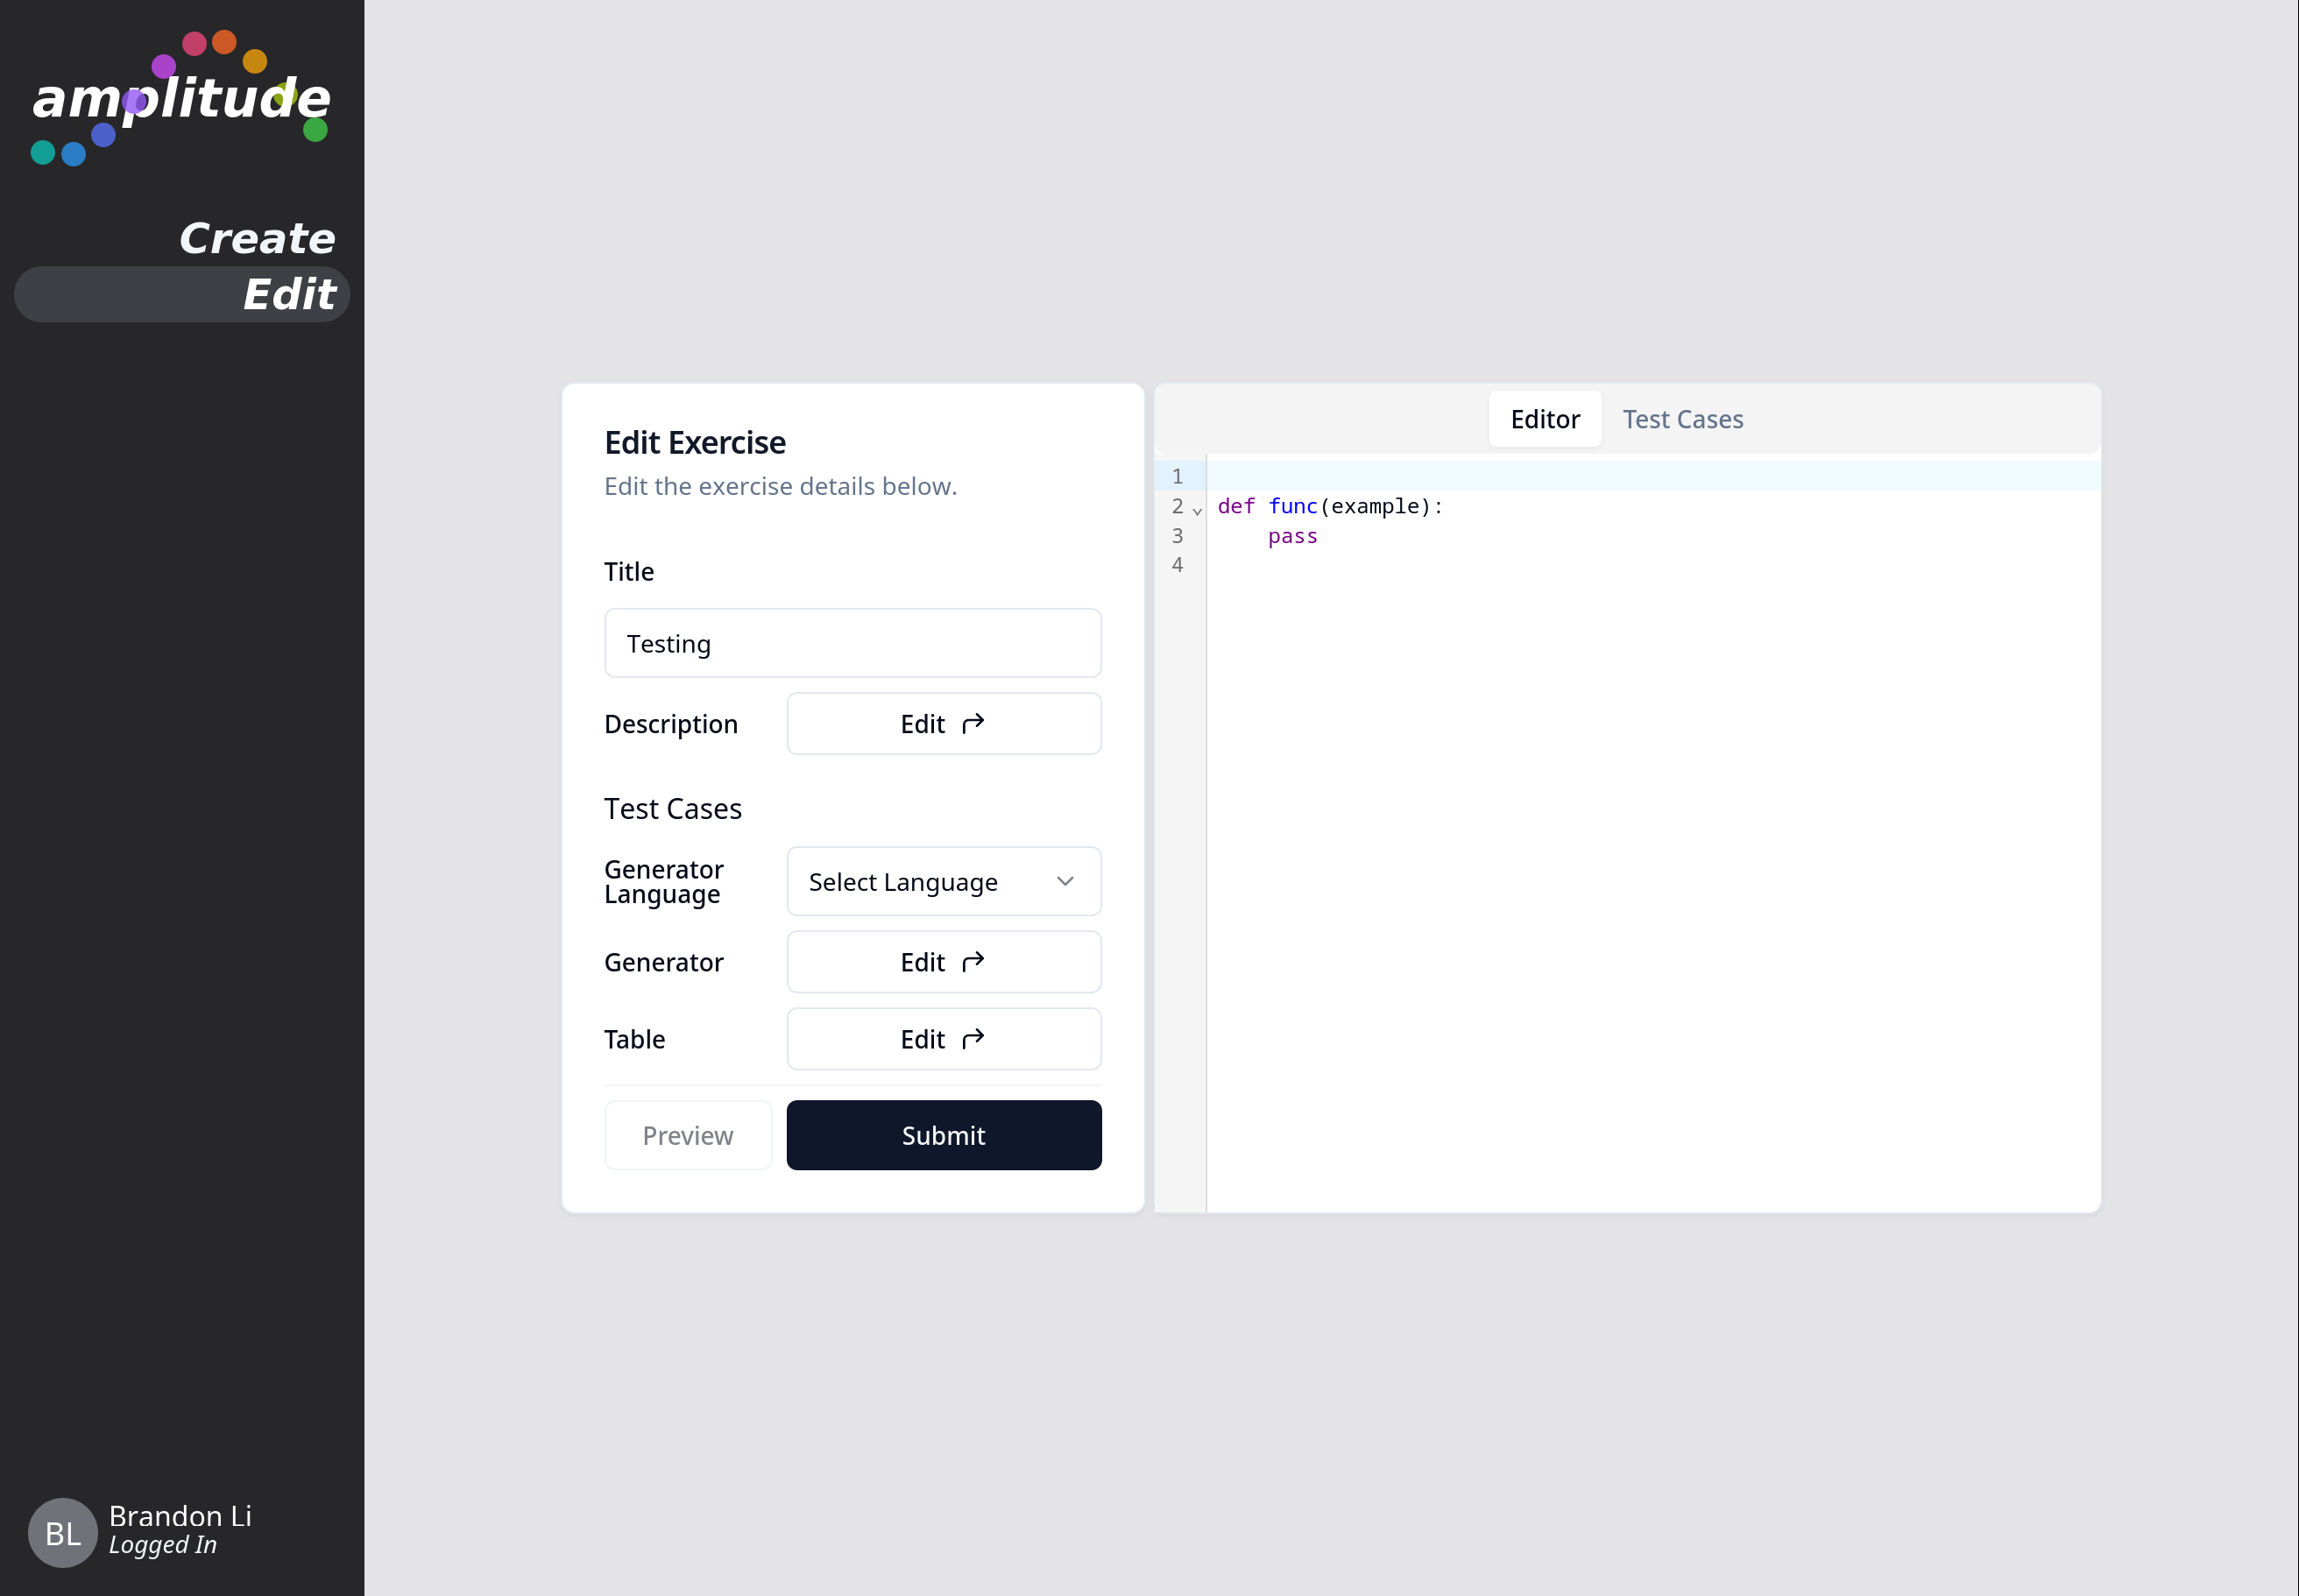 amplitude
Create
Edit
Edit Exercise
Edit the exercise details below.
Title
Testing
Description
Edit
Test Cases
Generator
Language
Select Language
Generator
Edit
Table
Edit
Preview
Submit
Editor
Test Cases
1
2 def func(example):
3     pass
4
BL
Brandon Li
Logged In